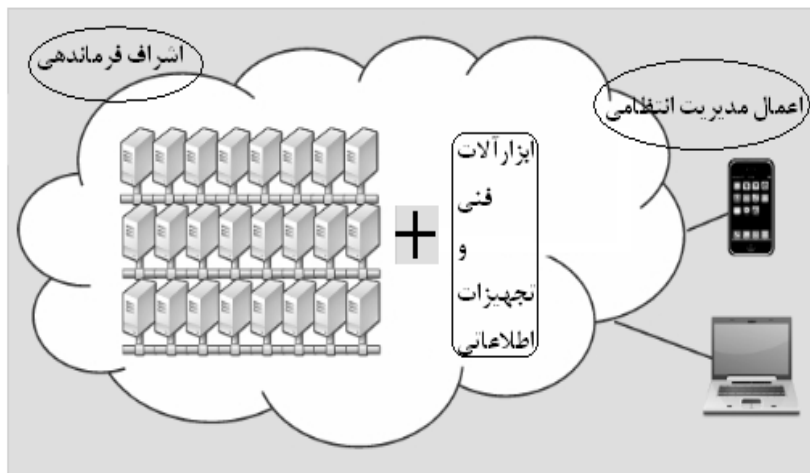 اشراف فرماندهی
اعمال مدیریت انتظامی
ابزارآلات
فنی
و
تجهیزات
اطلاعاتی